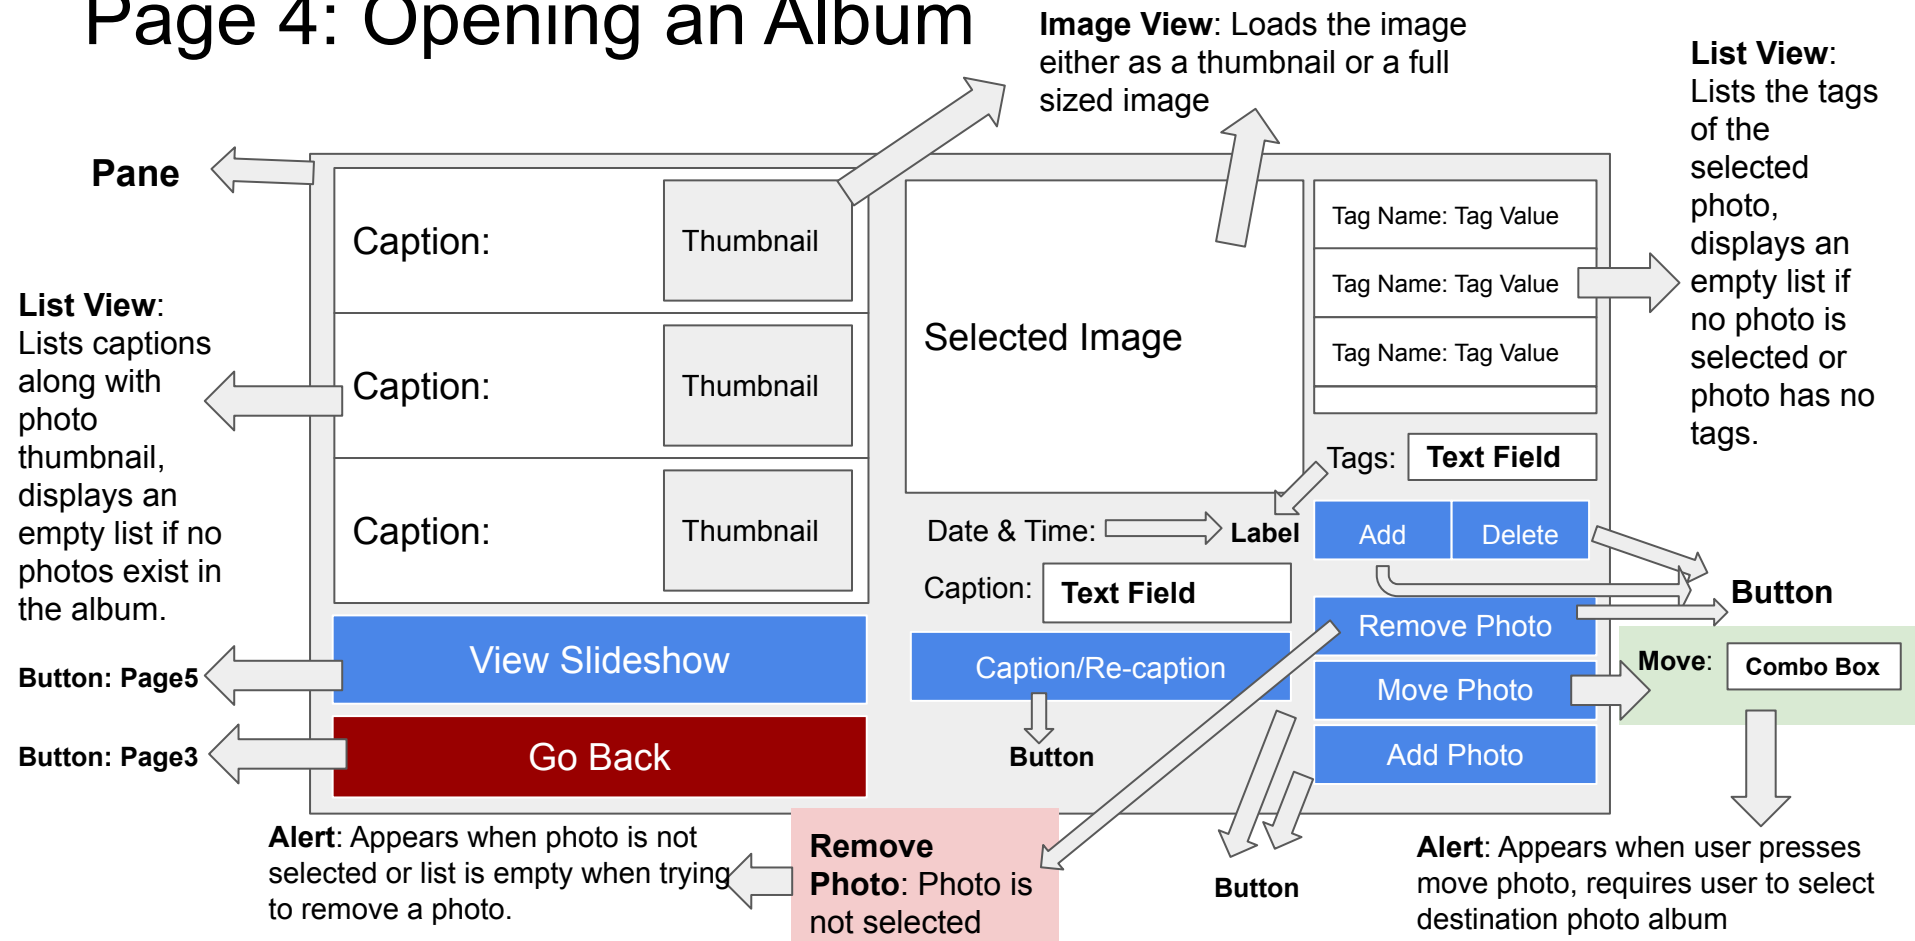 Page 4: Opening an Album
Image View: Loads the image
either as a thumbnail or a full
sized image
List View:
Lists the tags
of the
selected
photo,
displays an
empty list if
no photo is
selected or
photo has no
tags.
Pane
List View:
Lists captions
along with
photo
thumbnail,
displays an
empty list if no
photos exist in
the album.
Caption:
Thumbnail
Caption:
Thumbnail
Caption:
Thumbnail
Selected Image
Tag Name: Tag Value
Tag Name: Tag Value
Tag Name: Tag Value
Tags:
Text Field
Date & Time:
Label
Add
Delete
Caption:
Text Field
Button
Remove Photo
View Slideshow
Caption/Re-caption
Move Photo
Move:
Combo Box
Button: Page5
Go Back
Button: Page3
Button
Add Photo
Alert: Appears when photo is not
selected or list is empty when trying
to remove a photo.
Remove
Photo: Photo is
not selected
Button
Alert: Appears when user presses
move photo, requires user to select
destination photo album